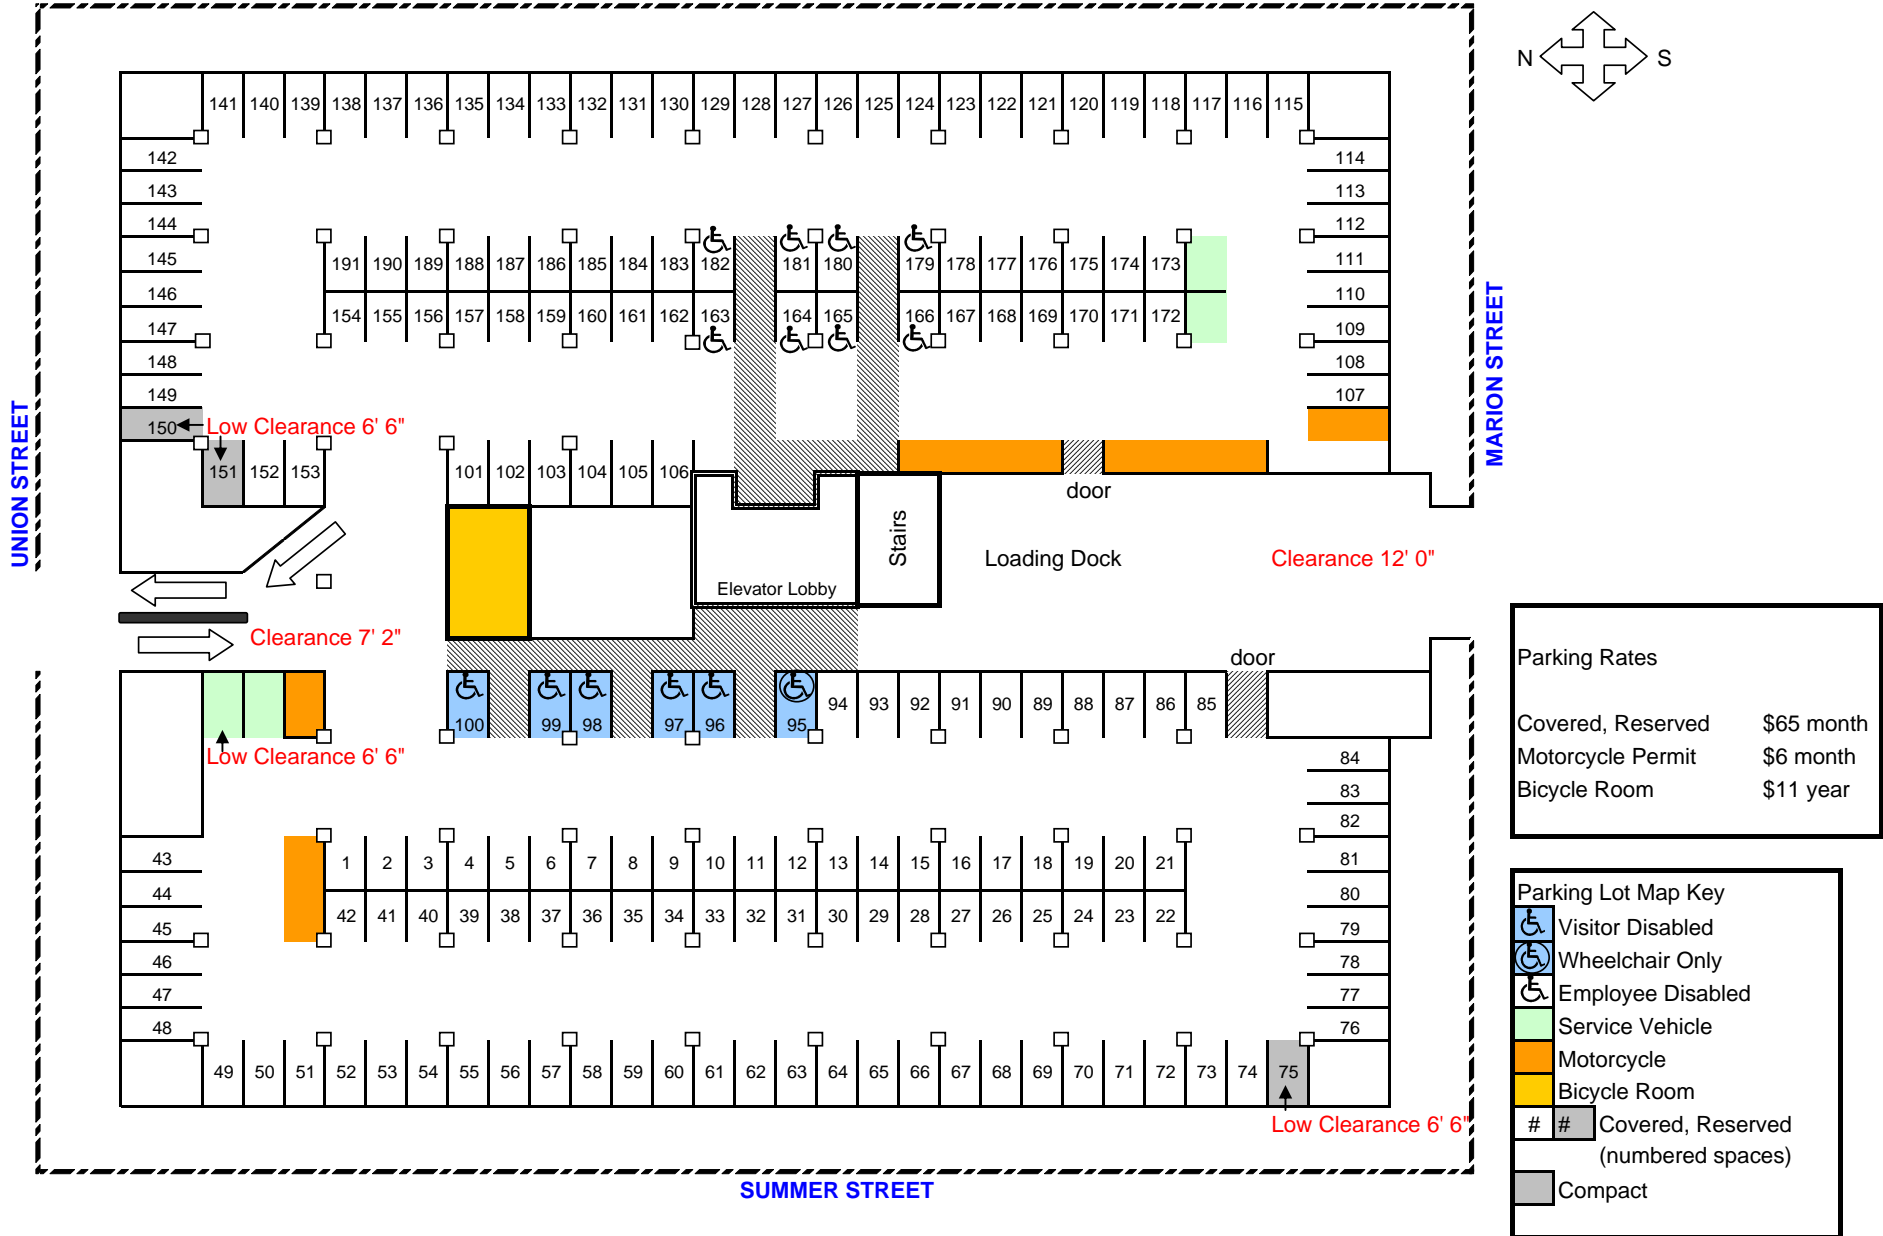 N S
141 140 139 138 137 136 135 134 133 132 131 130 129 128 127 126 125 124 123 122 121 120 119 118 117 116 115
142 114
143 113
144 112
145 111
146 110
147 109
148 108
149 107
150
191 190 189 188 187 186 185 184 183 182 181 180 179 178 177 176 175 174 173
154 155 156 157 158 159 160 161 162 163 164 165 166 167 168 169 170 171 172
UNION STREET
MARION STREET
Low Clearance 6' 6"
151 152 153 101 102 103 104 105 106
door
Stairs
Loading Dock
Clearance 12' 0"
Elevator Lobby
Clearance 7' 2"
door
100 99 98 97 96 95 94 93 92 91 90 89 88 87 86 85
Low Clearance 6' 6"
84
83
82
1 2 3 4 5 6 7 8 9 10 11 12 13 14 15 16 17 18 19 20 21
42 41 40 39 38 37 36 35 34 33 32 31 30 29 28 27 26 25 24 23 22
43 81
44 80
45 79
46 78
47 77
48 76
49 50 51 52 53 54 55 56 57 58 59 60 61 62 63 64 65 66 67 68 69 70 71 72 73 74 75
Low Clearance 6' 6"
SUMMER STREET
Parking Rates
Covered, Reserved $65 month
Motorcycle Permit $6 month
Bicycle Room $11 year
Parking Lot Map Key
Visitor Disabled
Wheelchair Only
Employee Disabled
Service Vehicle
Motorcycle
Bicycle Room
# # Covered, Reserved
(numbered spaces)
Compact